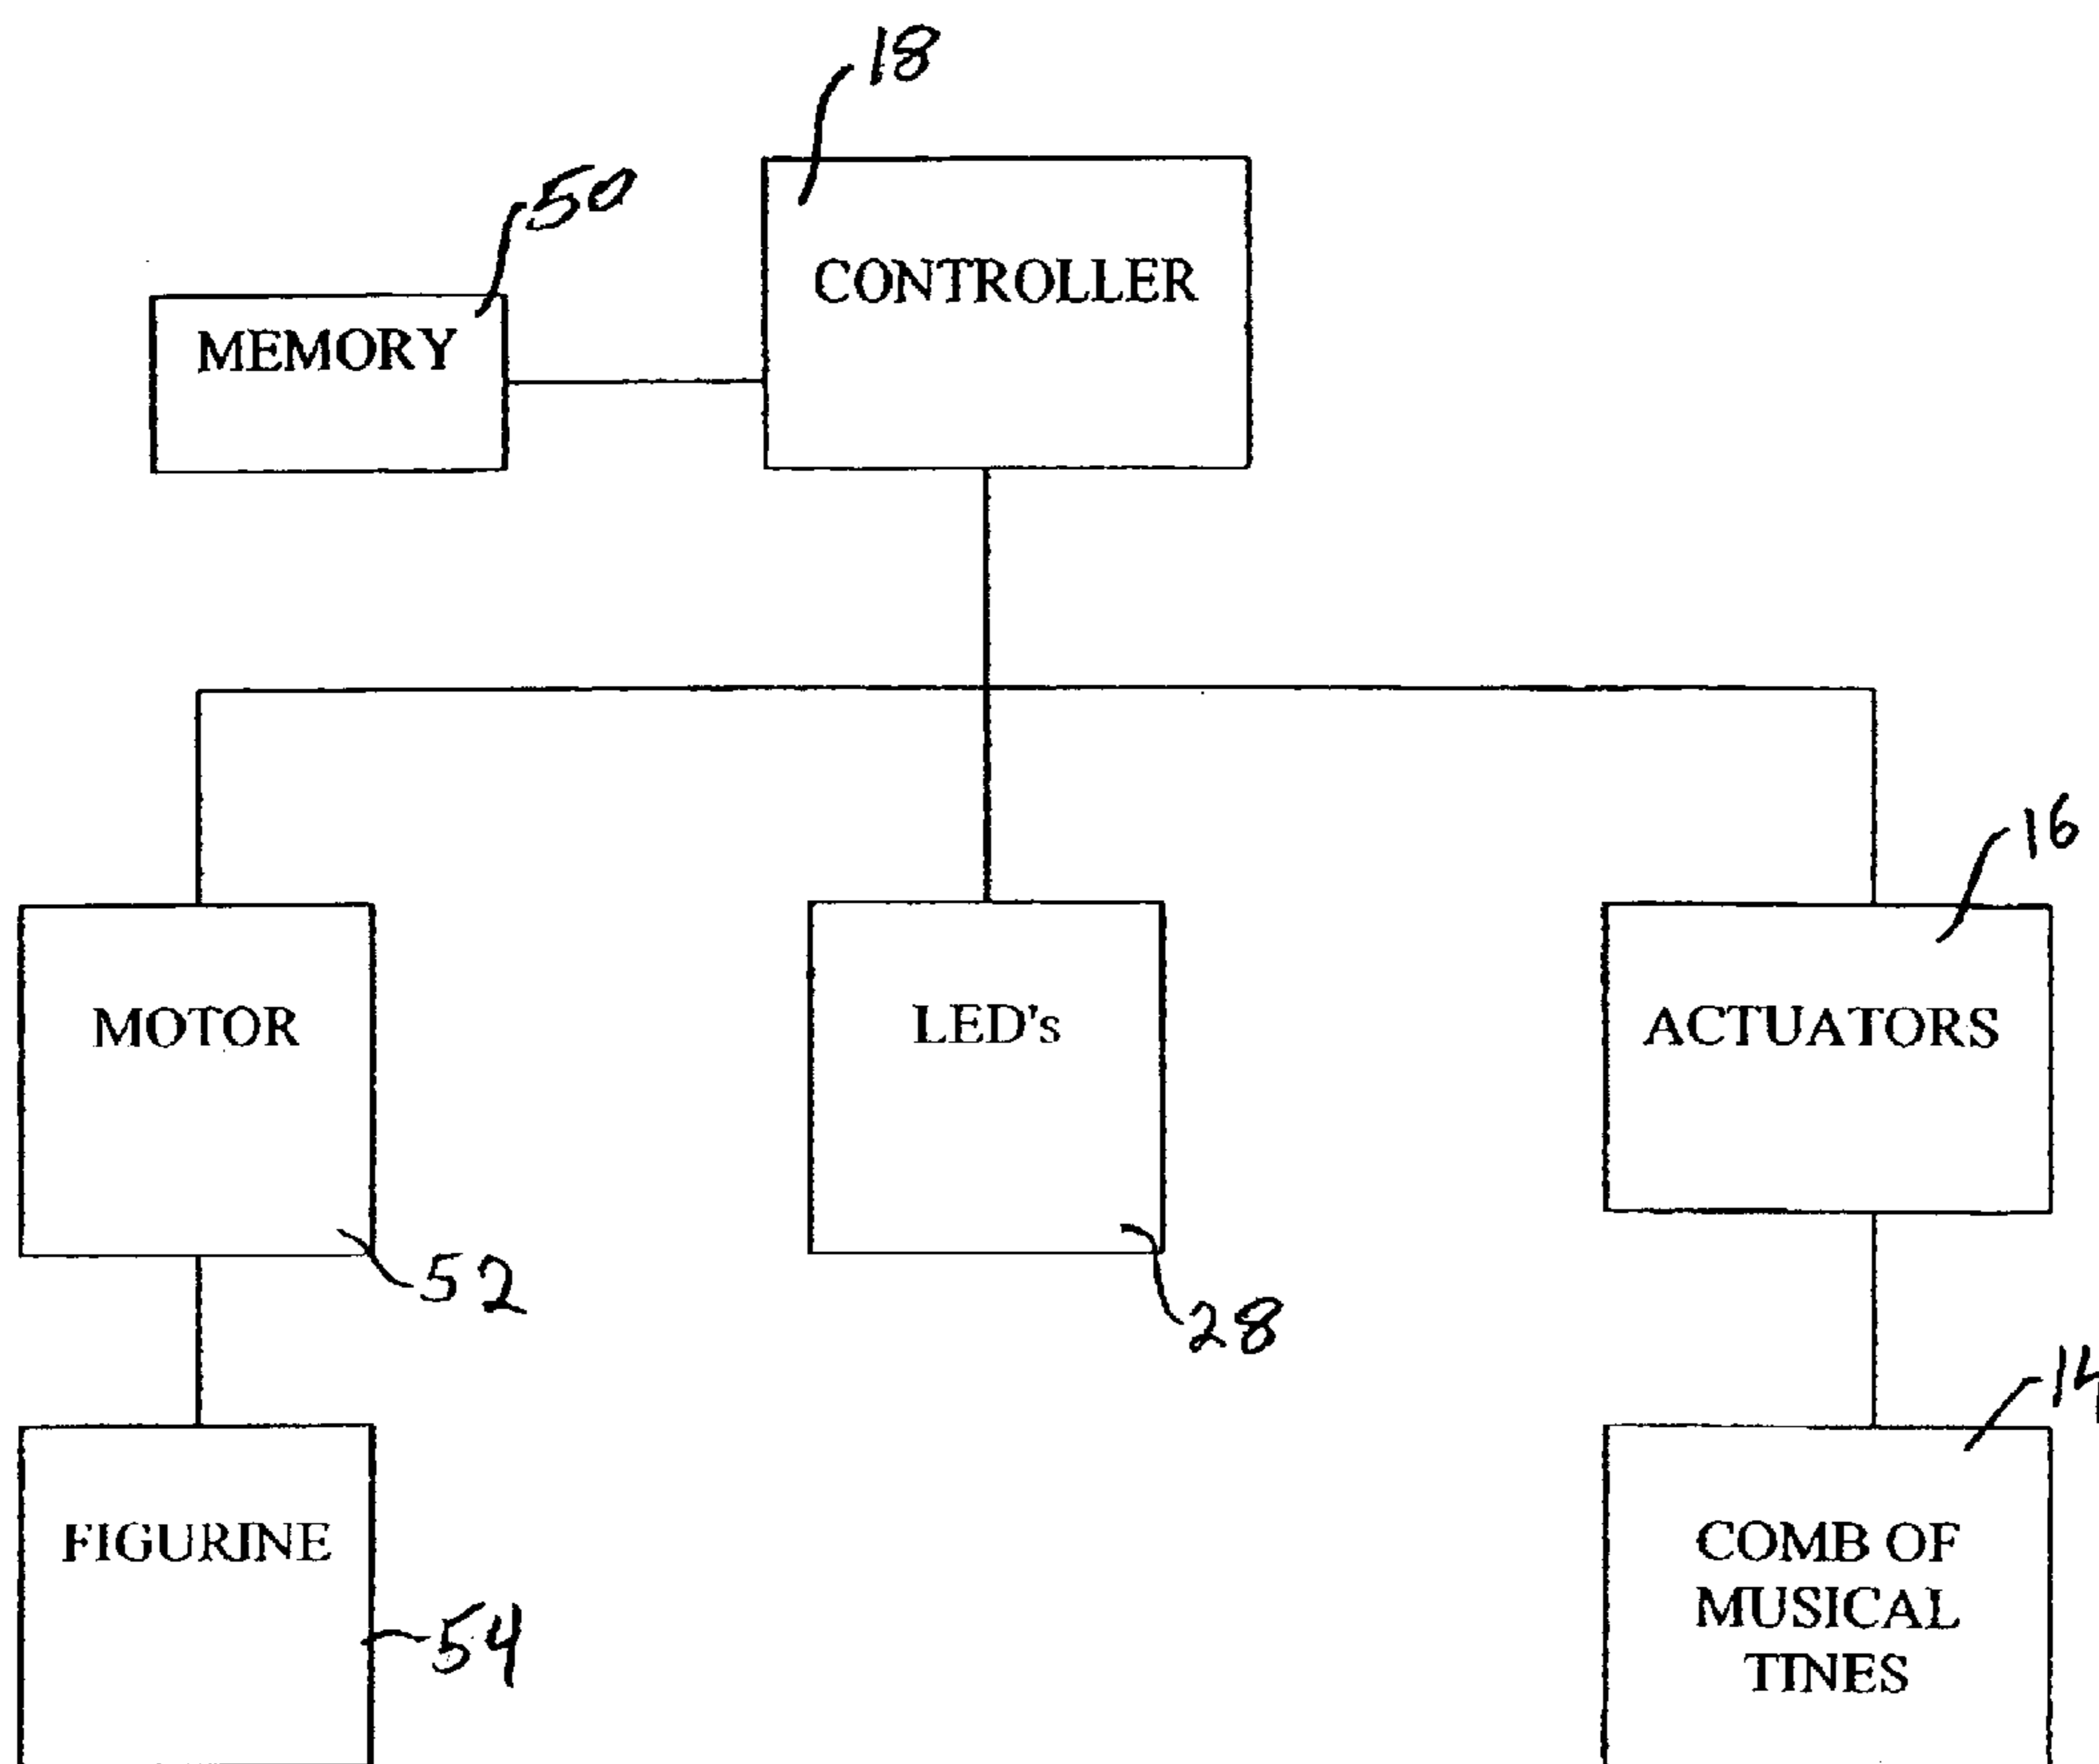 18
50
CONTROLLER
MEMORY
16
MOTOR
LED's
ACTUATORS
52
28
14
FIGURINE
COMB OF
MUSICAL
TINES
54